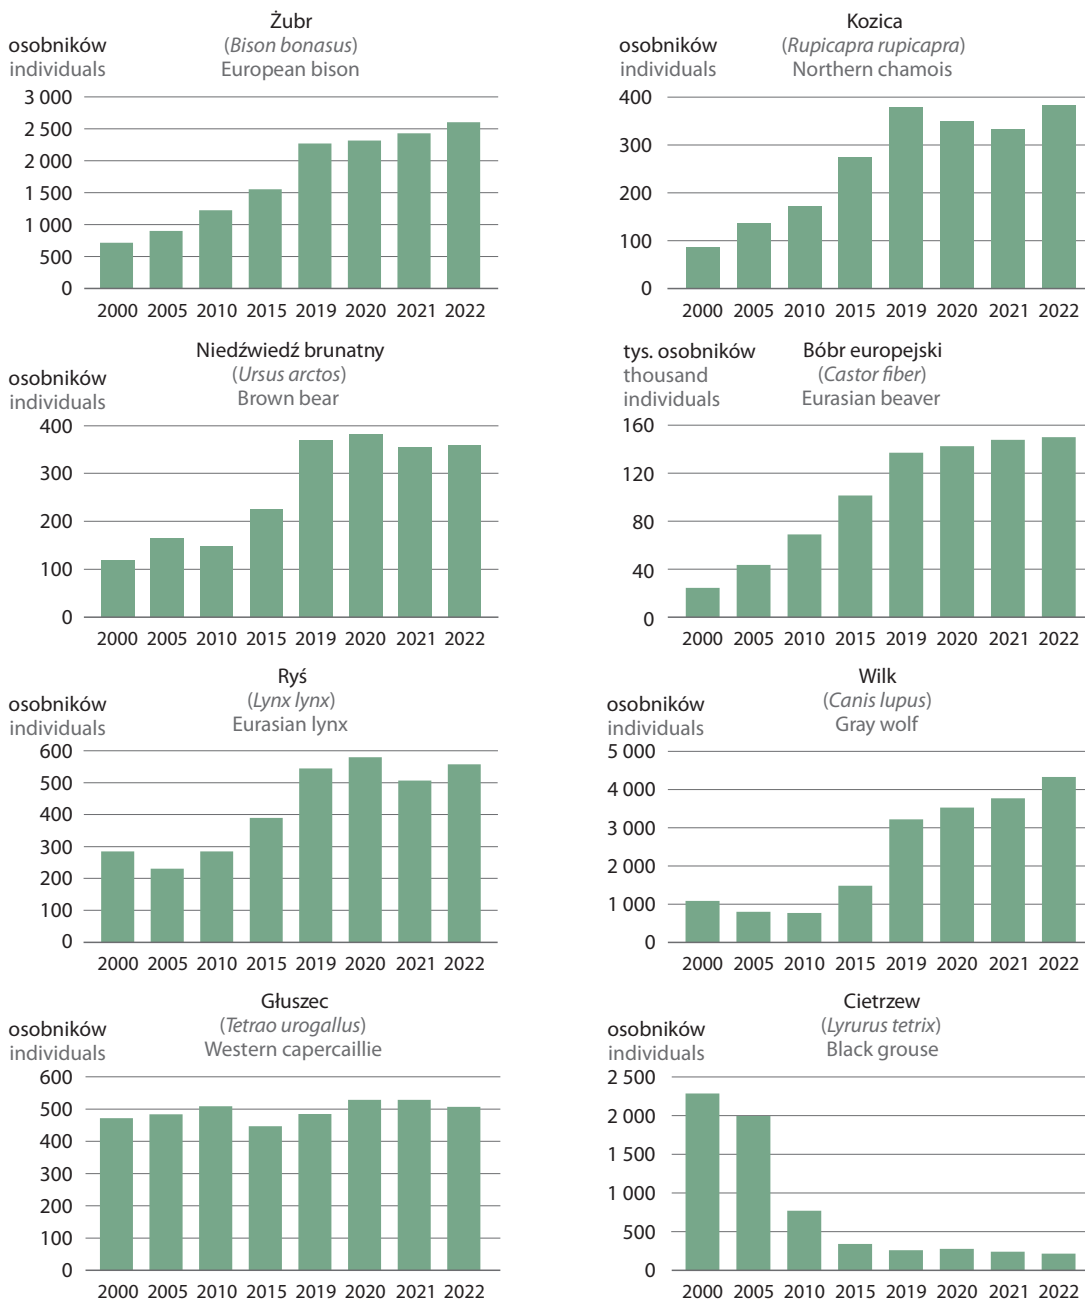 Żubr
(Bison bonasus)
European bison
osobników
individuals
3 000
2 500
2 000
1 500
1 000
500
0
2000 2005 2010 2015 2019 2020 2021 2022
Kozica
(Rupicapra rupicapra)
Northern chamois
osobników
individuals
400
300
200
100
0
2000 2005 2010 2015 2019 2020 2021 2022
Niedźwiedź brunatny
(Ursus arctos)
Brown bear
osobników
individuals
400
300
200
100
0
2000 2005 2010 2015 2019 2020 2021 2022
Bóbr europejski
(Castor fiber)
Eurasian beaver
tys. osobników
thousand
individuals
160
120
80
40
0
2000 2005 2010 2015 2019 2020 2021 2022
Ryś
(Lynx lynx)
Eurasian lynx
osobników
individuals
600
500
400
300
200
100
0
2000 2005 2010 2015 2019 2020 2021 2022
Wilk
(Canis lupus)
Gray wolf
osobników
individuals
5 000
4 000
3 000
2 000
1 000
0
2000 2005 2010 2015 2019 2020 2021 2022
Głuszec
(Tetrao urogallus)
Western capercaillie
osobników
individuals
600
500
400
300
200
100
0
2000 2005 2010 2015 2019 2020 2021 2022
Cietrzew
(Lyrurus tetrix)
Black grouse
osobników
individuals
2 500
2 000
1 500
1 000
500
0
2000 2005 2010 2015 2019 2020 2021 2022